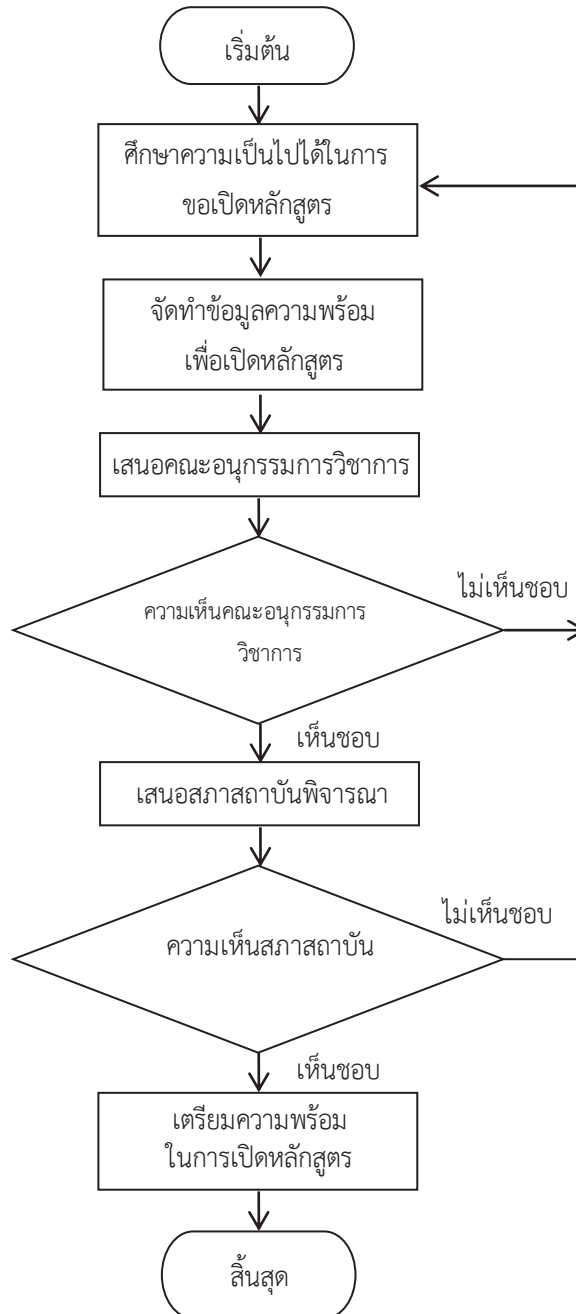 เริ่มต้น
ศึกษาความเป็นไปได้ในการ
ขอเปิดหลักสูตร
จัดทำข้อมูลความพร้อม
เพื่อเปิดหลักสูตร
เสนอคณะอนุกรรมการวิชาการ
ไม่เห็นชอบ
ความเห็นคณะอนุกรรมการ
วิชาการ
เห็นชอบ
เสนอสภาสถาบันพิจารณา
ไม่เห็นชอบ
ความเห็นสภาสถาบัน
เห็นชอบ
เตรียมความพร้อม
ในการเปิดหลักสูตร
สิ้นสุด